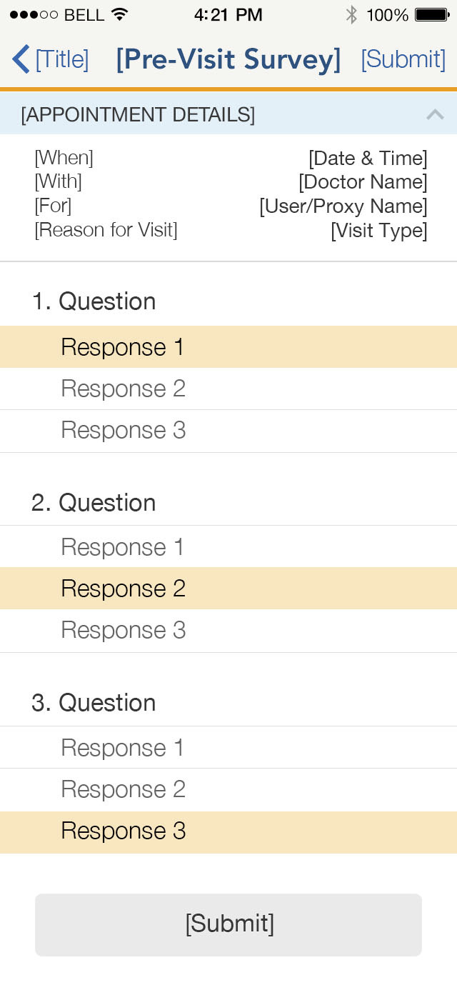 BELL 4:21 PM 100%
[Title] [Pre-Visit Survey] [Submit]
[APPOINTMENT DETAILS]
[When] [Date & Time]
[With] [Doctor Name]
[For] [User/Proxy Name]
[Reason for Visit] [Visit Type]
1. Question
Response 1
Response 2
Response 3
2. Question
Response 1
Response 2
Response 3
3. Question
Response 1
Response 2
Response 3
[Submit]